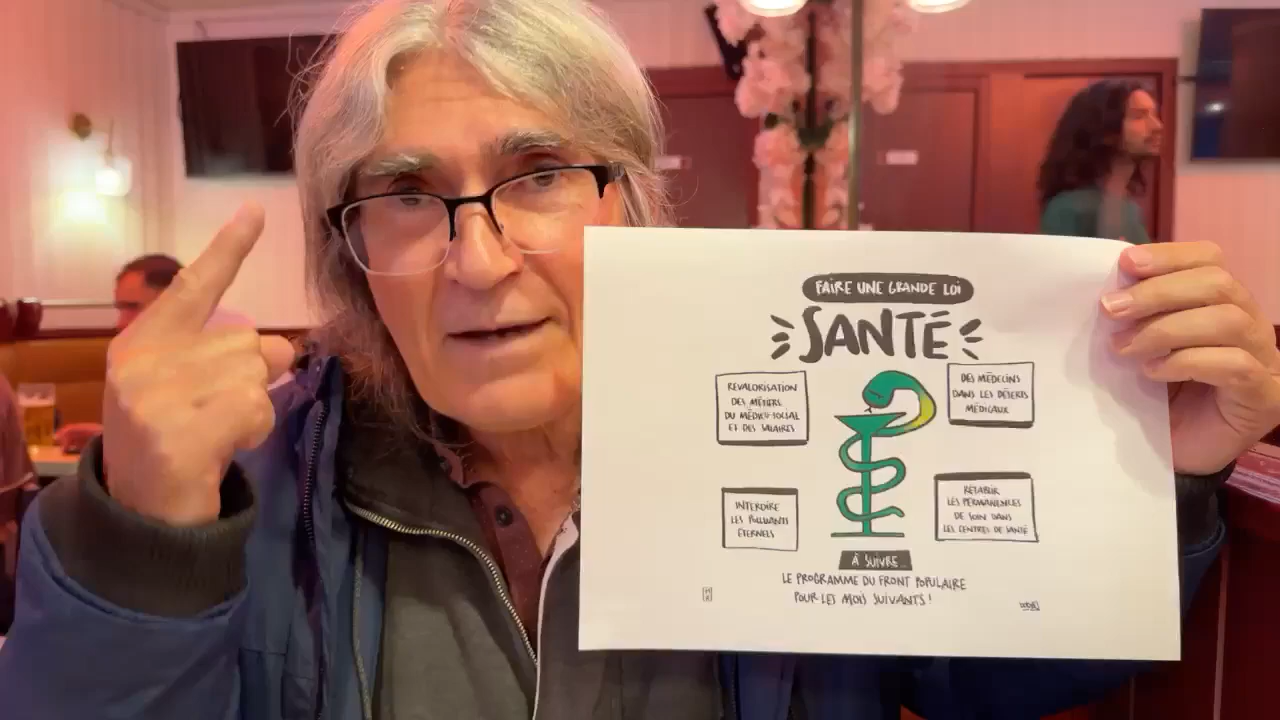 FAIRE UNE GRANDE LOI
SANTÉ
REVALORISATION
DES MÉTIERS
DU MÉDICO-SOCIAL
ET DES SALAIRES
DES MÉDECINS
DANS LES DÉSERTS
MÉDICAUX
INTERDIRE
LES POLLUANTS
ÉTERNELS
RÉTABLIR
LES PERMANENCES
DE SOIN DANS
LES CENTRES DE SANTÉ
À SUIVRE...
LE PROGRAMME DU FRONT POPULAIRE
POUR LES MOIS SUIVANTS !